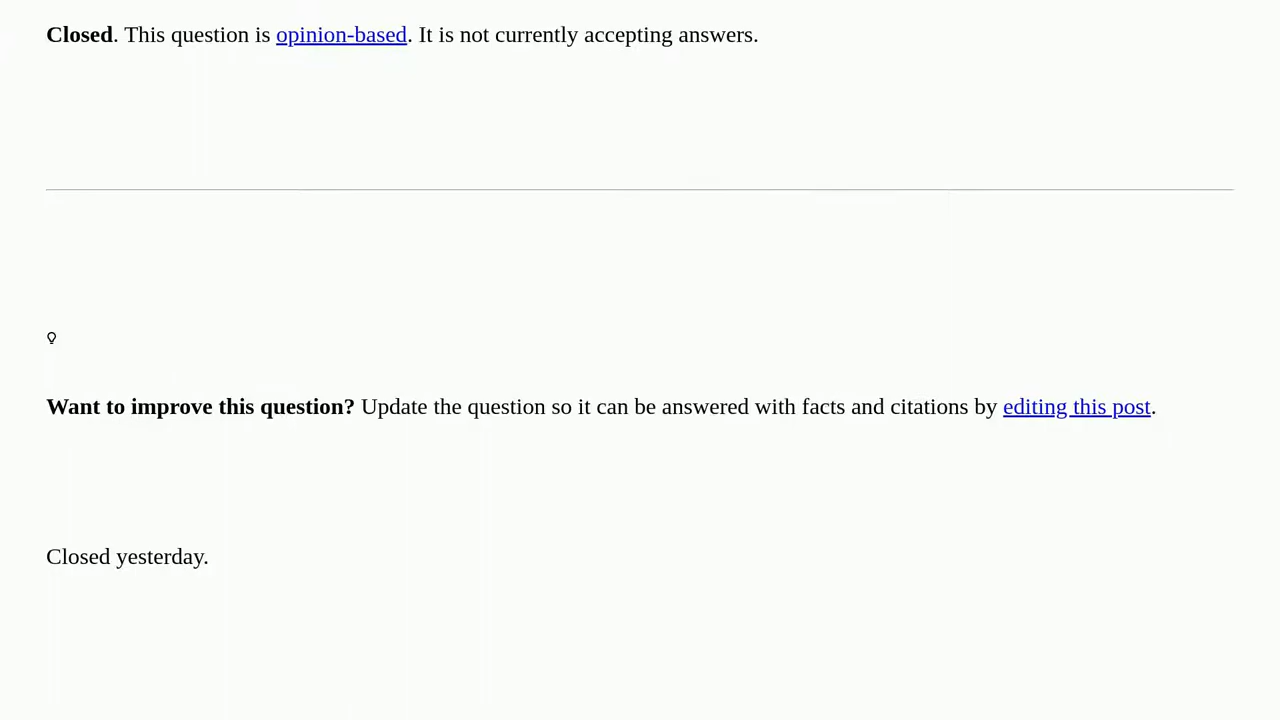 Closed. This question is opinion-based. It is not currently accepting answers.
Want to improve this question? Update the question so it can be answered with facts and citations by editing this post.
Closed yesterday.